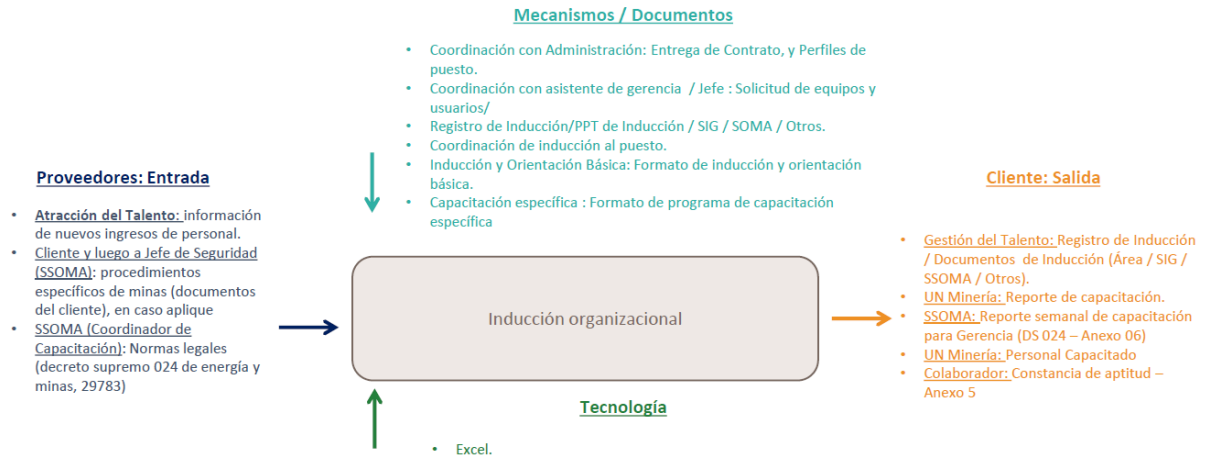 Mecanismos / Documentos
• Coordinación con Administración: Entrega de Contrato, y Perfiles de
puesto.
• Coordinación con asistente de gerencia / Jefe : Solicitud de equipos y
usuarios/
• Registro de Inducción/PPT de Inducción / SIG / SOMA / Otros.
• Coordinación de inducción al puesto.
• Inducción y Orientación Básica: Formato de inducción y orientación
básica.
• Capacitación específica : Formato de programa de capacitación
específica
Proveedores: Entrada
• Atracción del Talento: información
de nuevos ingresos de personal.
• Cliente y luego a Jefe de Seguridad
(SSOMA): procedimientos
específicos de minas (documentos
del cliente), en caso aplique
• SSOMA (Coordinador de
Capacitación): Normas legales
(decreto supremo 024 de energía y
minas, 29783)
Inducción organizacional
Cliente: Salida
• Gestión del Talento: Registro de Inducción
/ Documentos de Inducción (Área / SIG /
SSOMA / Otros).
• UN Minería: Reporte de capacitación.
• SSOMA: Reporte semanal de capacitación
para Gerencia (DS 024 – Anexo 06)
• UN Minería: Personal Capacitado
• Colaborador: Constancia de aptitud –
Anexo 5
Tecnología
• Excel.